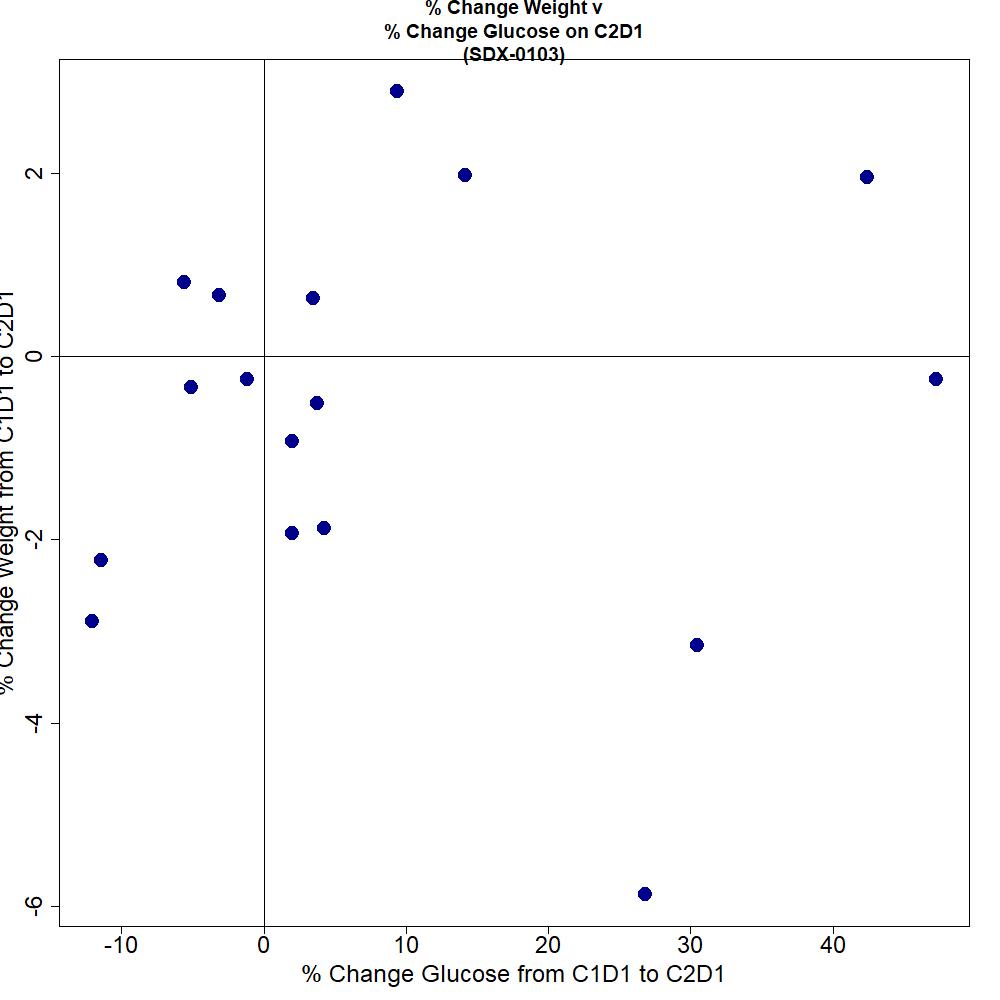 % Change Weight v
% Change Glucose on C2D1
(SDX-0103)
% Change Weight from C1D1 to C2D1
2
0
-2
-4
-6
-10
0
10
20
30
40
% Change Glucose from C1D1 to C2D1